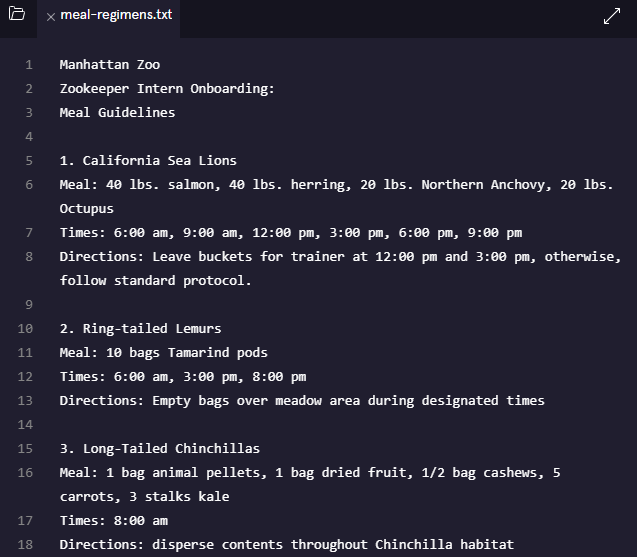 meal-regimens.txt
1 Manhattan Zoo
2 Zookeeper Intern Onboarding:
3 Meal Guidelines
4
5 1. California Sea Lions
6 Meal: 40 lbs. salmon, 40 lbs. herring, 20 lbs. Northern Anchovy, 20 lbs.
Octupus
7 Times: 6:00 am, 9:00 am, 12:00 pm, 3:00 pm, 6:00 pm, 9:00 pm
8 Directions: Leave buckets for trainer at 12:00 pm and 3:00 pm, otherwise,
follow standard protocol.
9
10 2. Ring-tailed Lemurs
11 Meal: 10 bags Tamarind pods
12 Times: 6:00 am, 3:00 pm, 8:00 pm
13 Directions: Empty bags over meadow area during designated times
14
15 3. Long-Tailed Chinchillas
16 Meal: 1 bag animal pellets, 1 bag dried fruit, 1/2 bag cashews, 5
carrots, 3 stalks kale
17 Times: 8:00 am
18 Directions: disperse contents throughout Chinchilla habitat